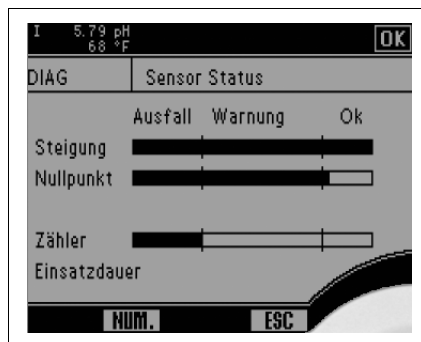 I 5.79 pH
68 °F
OK
DIAG Sensor Status
Ausfall Warnung Ok
Steigung
Nullpunkt
Zähler
Einsatzdauer
NUM. ESC